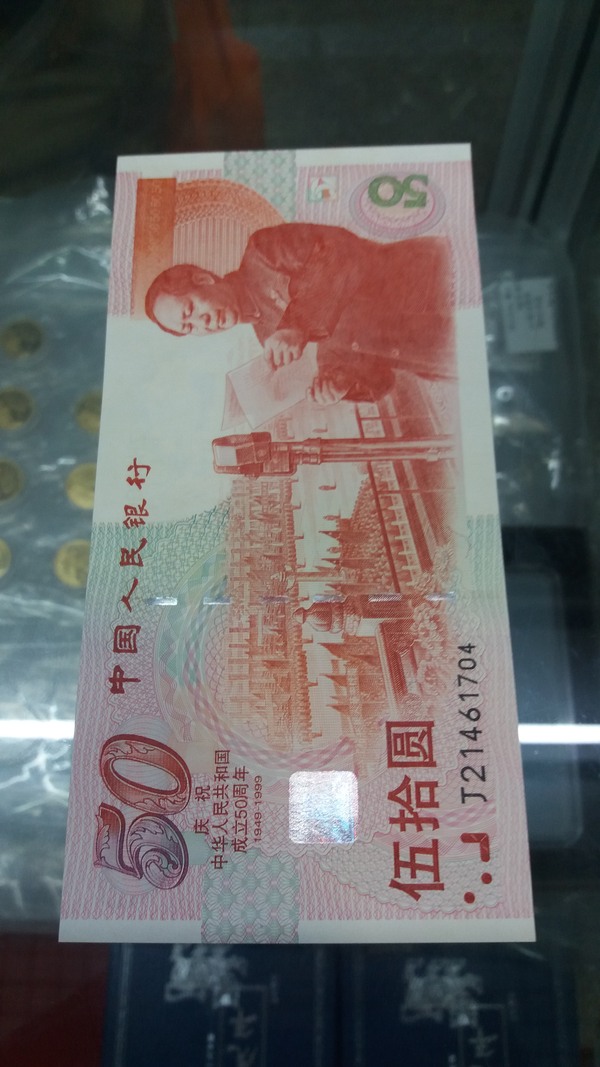 中国人民银行
50
50
庆祝
中华人民共和国
成立50周年
1949-1999
伍拾圆
J21461704